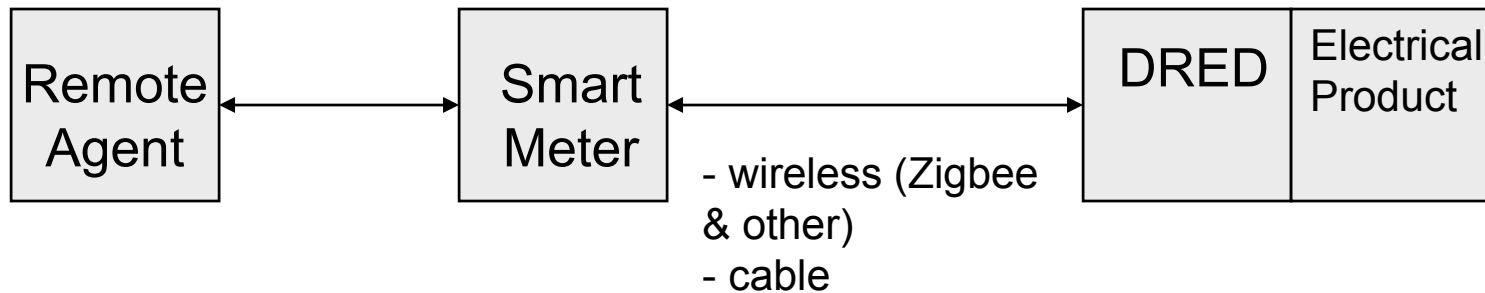 Remote
Agent
Smart
Meter
- wireless (Zigbee
& other)
- cable
DRED
Electrical
Product